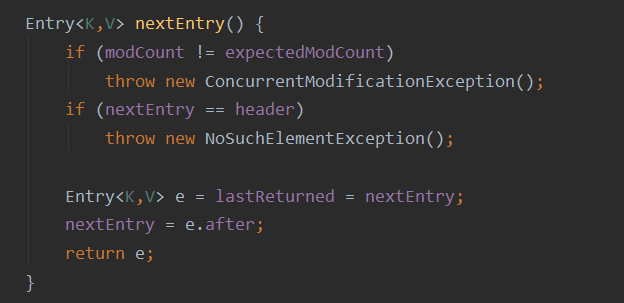 Entry<K,V> nextEntry() {
if (modCount != expectedModCount)
throw new ConcurrentModificationException();
if (nextEntry == header)
throw new NoSuchElementException();
Entry<K,V> e = lastReturned = nextEntry;
nextEntry = e.after;
return e;
}